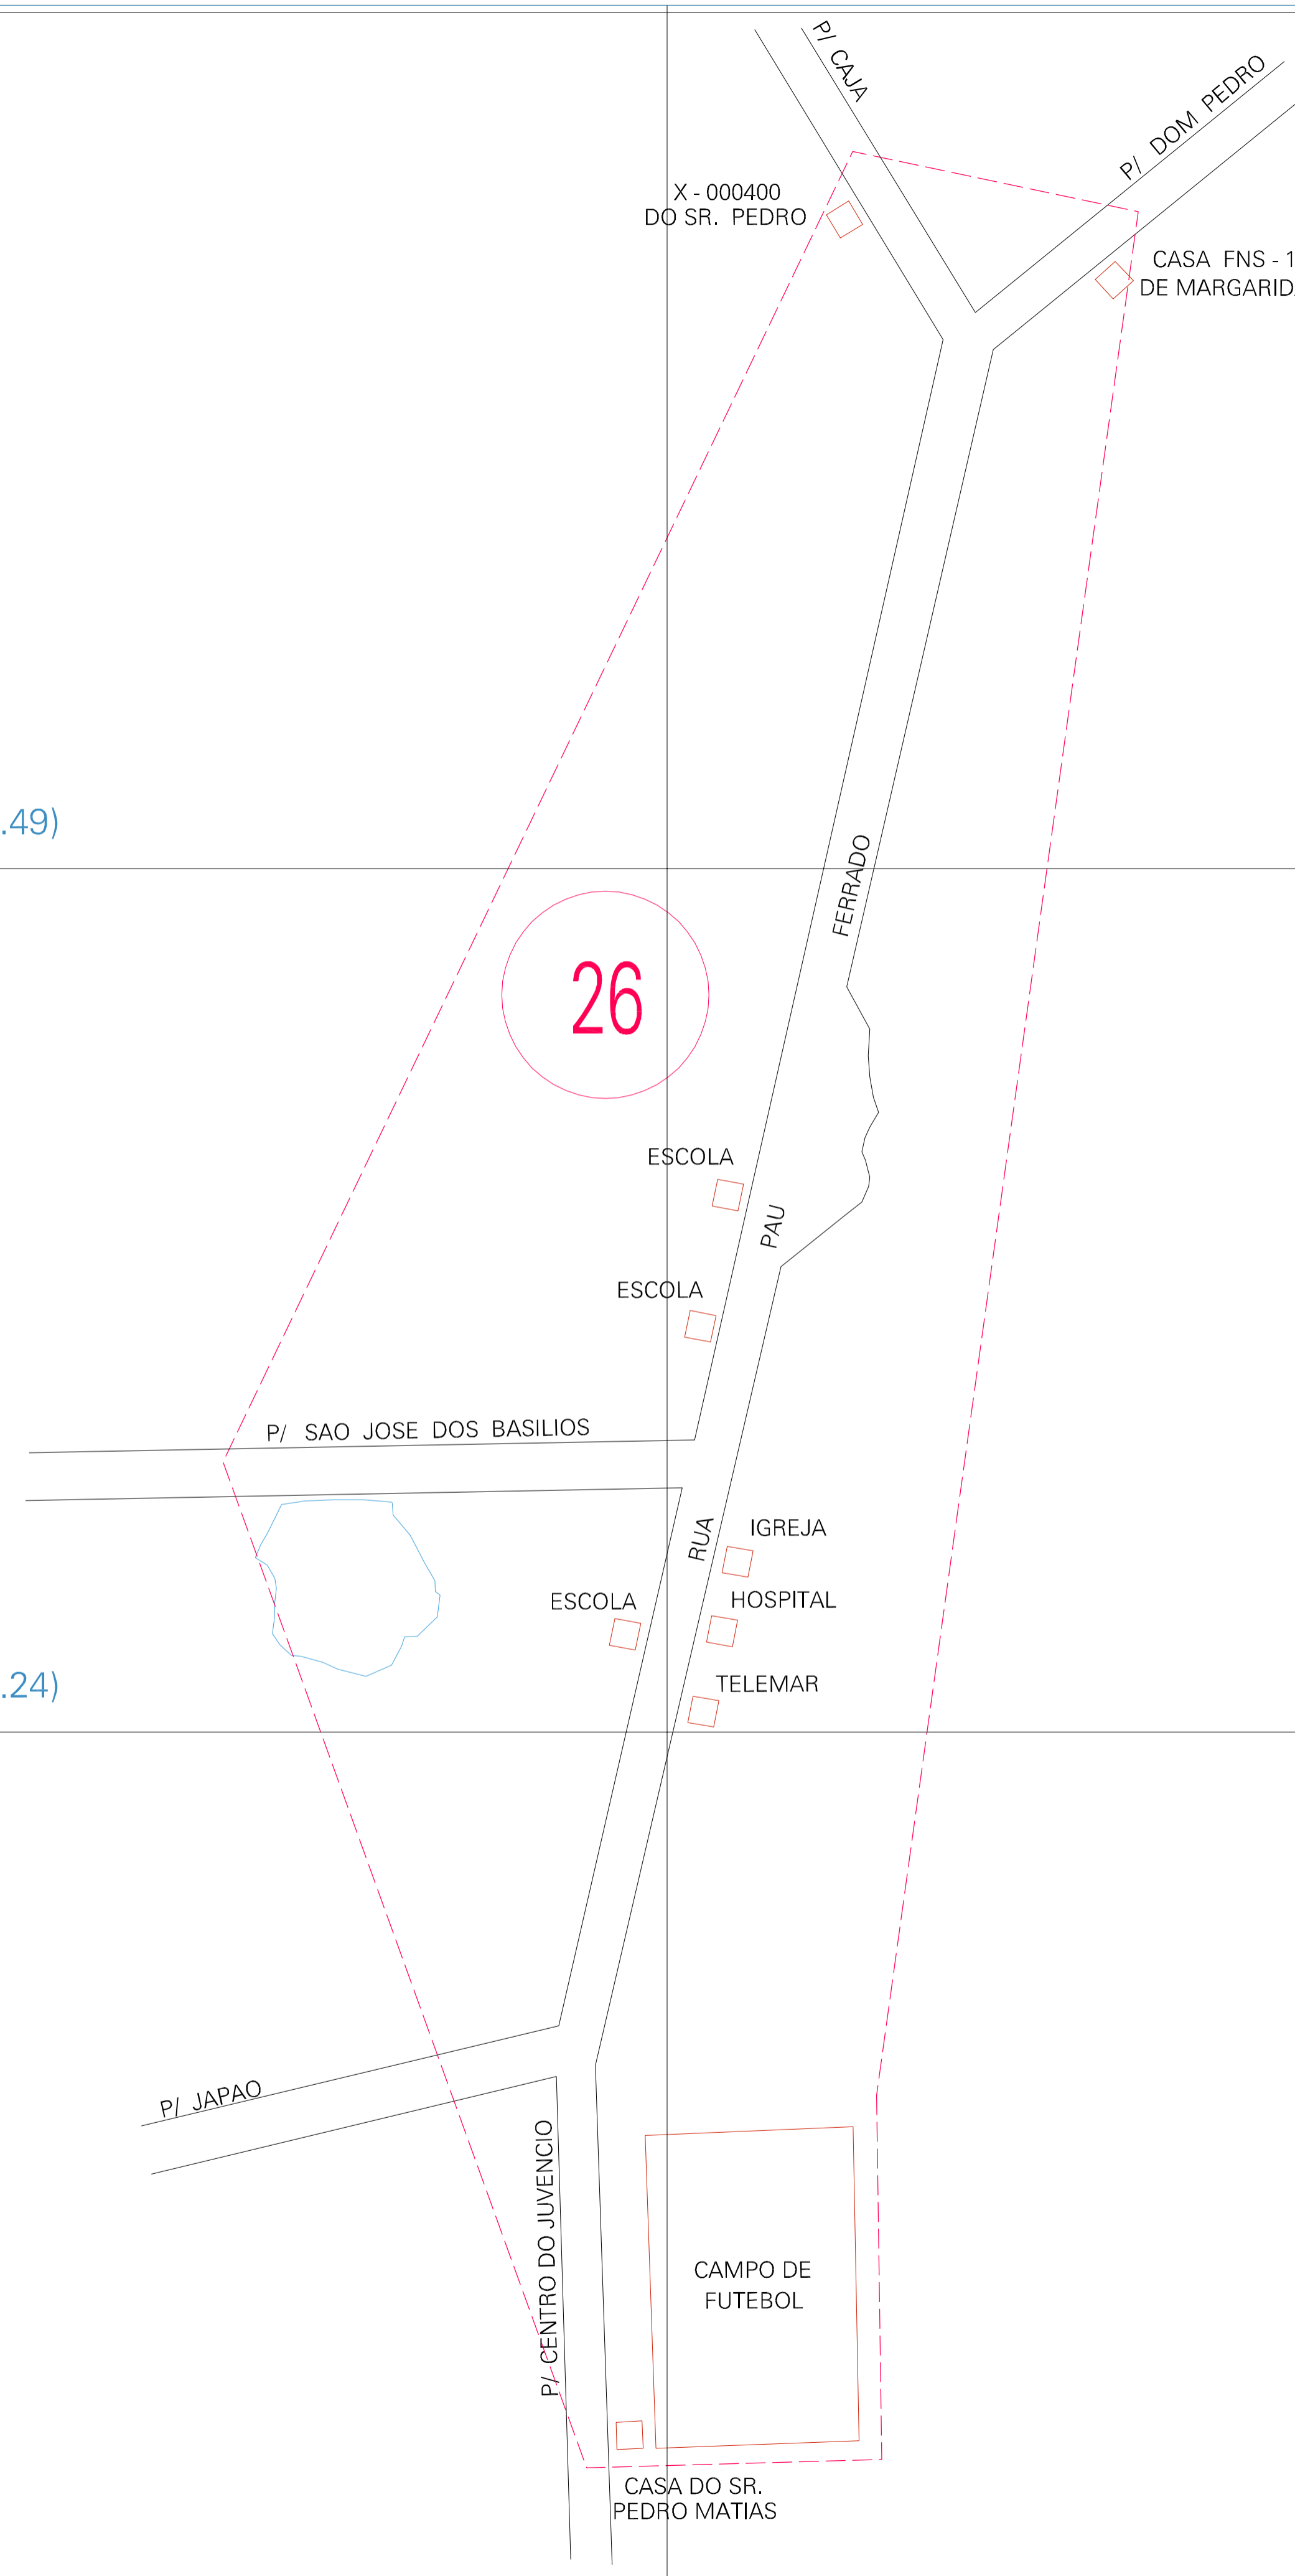 P/ CAJA
P/ DOM PEDRO
X - 000400
DO SR. PEDRO
CASA FNS - 1
DE MARGARID
.49)
FERRADO
26
ESCOLA
PAU
ESCOLA
P/ SAO JOSE DOS BASILIOS
RUA
IGREJA
ESCOLA
HOSPITAL
.24)
TELEMAR
P/ JAPAO
P/ CENTRO DO JUVENCIO
CAMPO DE
FUTEBOL
CASA DO SR.
PEDRO MATIAS